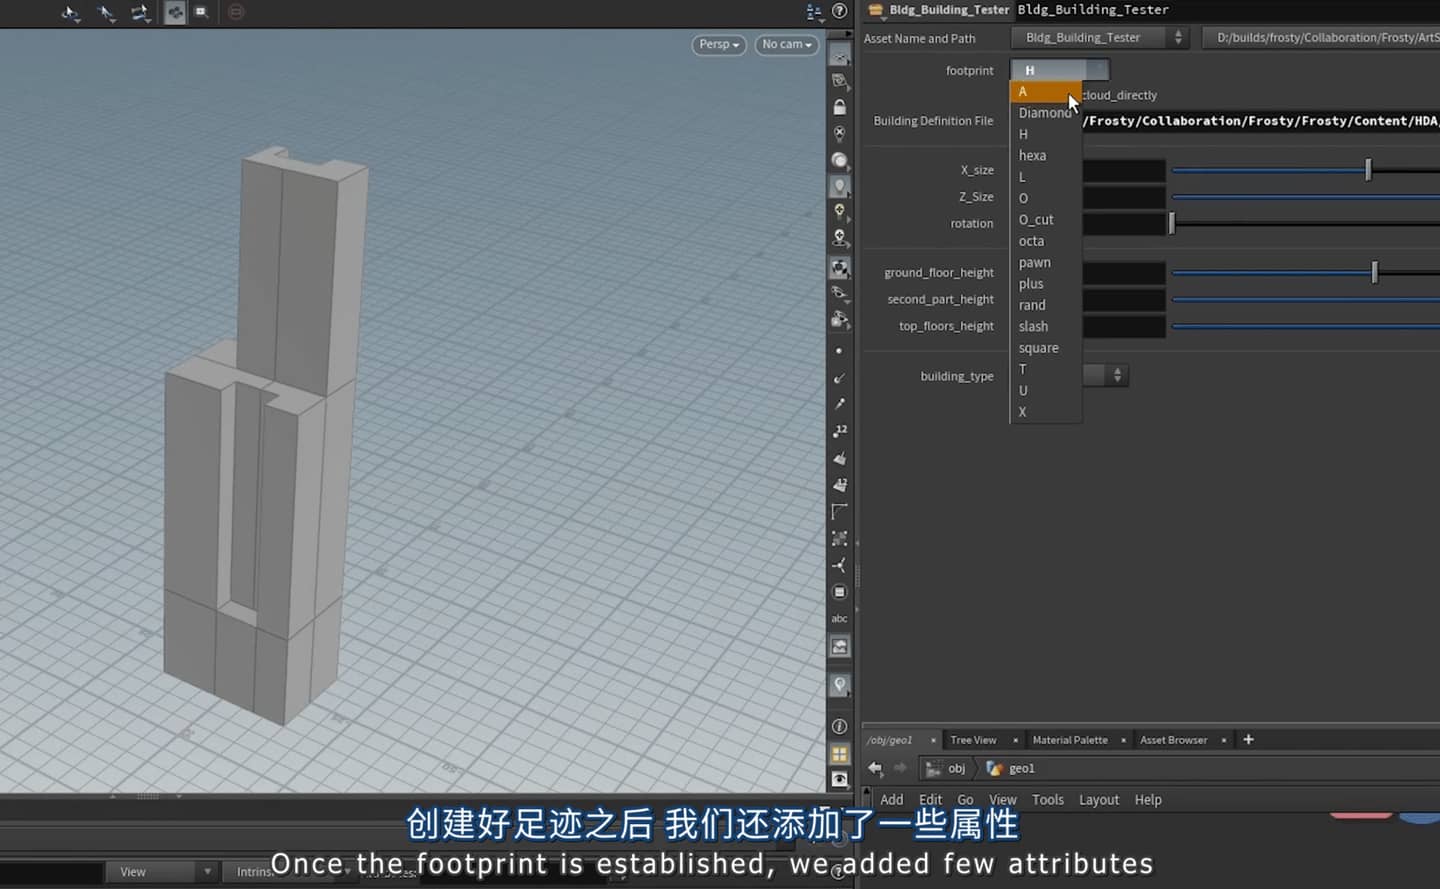 Bldg_Building_Tester Bldg_Building_Tester
Persp No cam
Asset Name and Path Bldg_Building_Tester D:/builds/frosty/Collaboration/Frosty/ArtS
footprint H
cloud_directly
Building Definition File /Frosty/Collaboration/Frosty/Frosty/Content/HDA/
A
Diamond
H
hexa
L
O
O_cut
octa
pawn
plus
rand
slash
square
T
U
X
X_size
Z_Size
rotation
ground_floor_height
second_part_height
top_floors_height
building_type
12
12
abc
/obj/geo1 Tree View Material Palette Asset Browser
obj geo1
Add Edit Go View Tools Layout Help
创建好足迹之后 我们还添加了一些属性
View Intrins
Once the footprint is established, we added few attributes